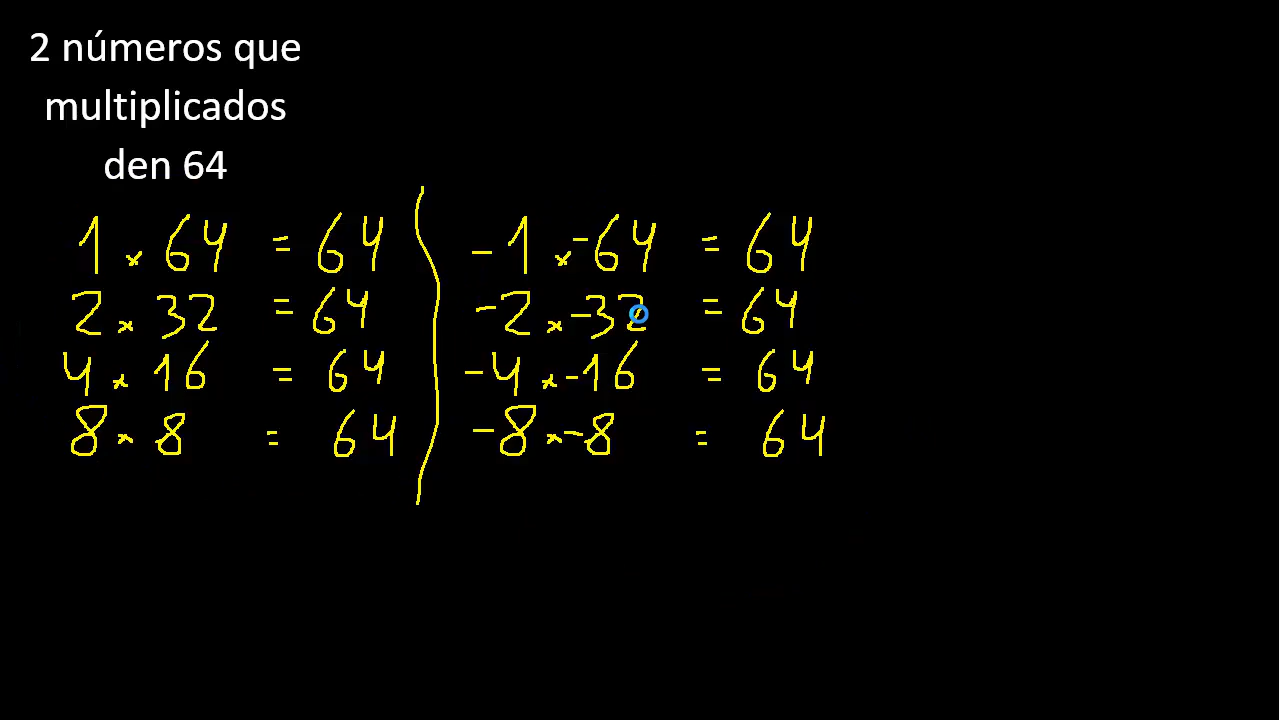 2 números que
multiplicados
den 64
1 × 64 = 64
2 × 32 = 64
4 × 16 = 64
8 × 8 = 64
-1 × -64 = 64
-2 × -32 = 64
-4 × -16 = 64
-8 × -8 = 64